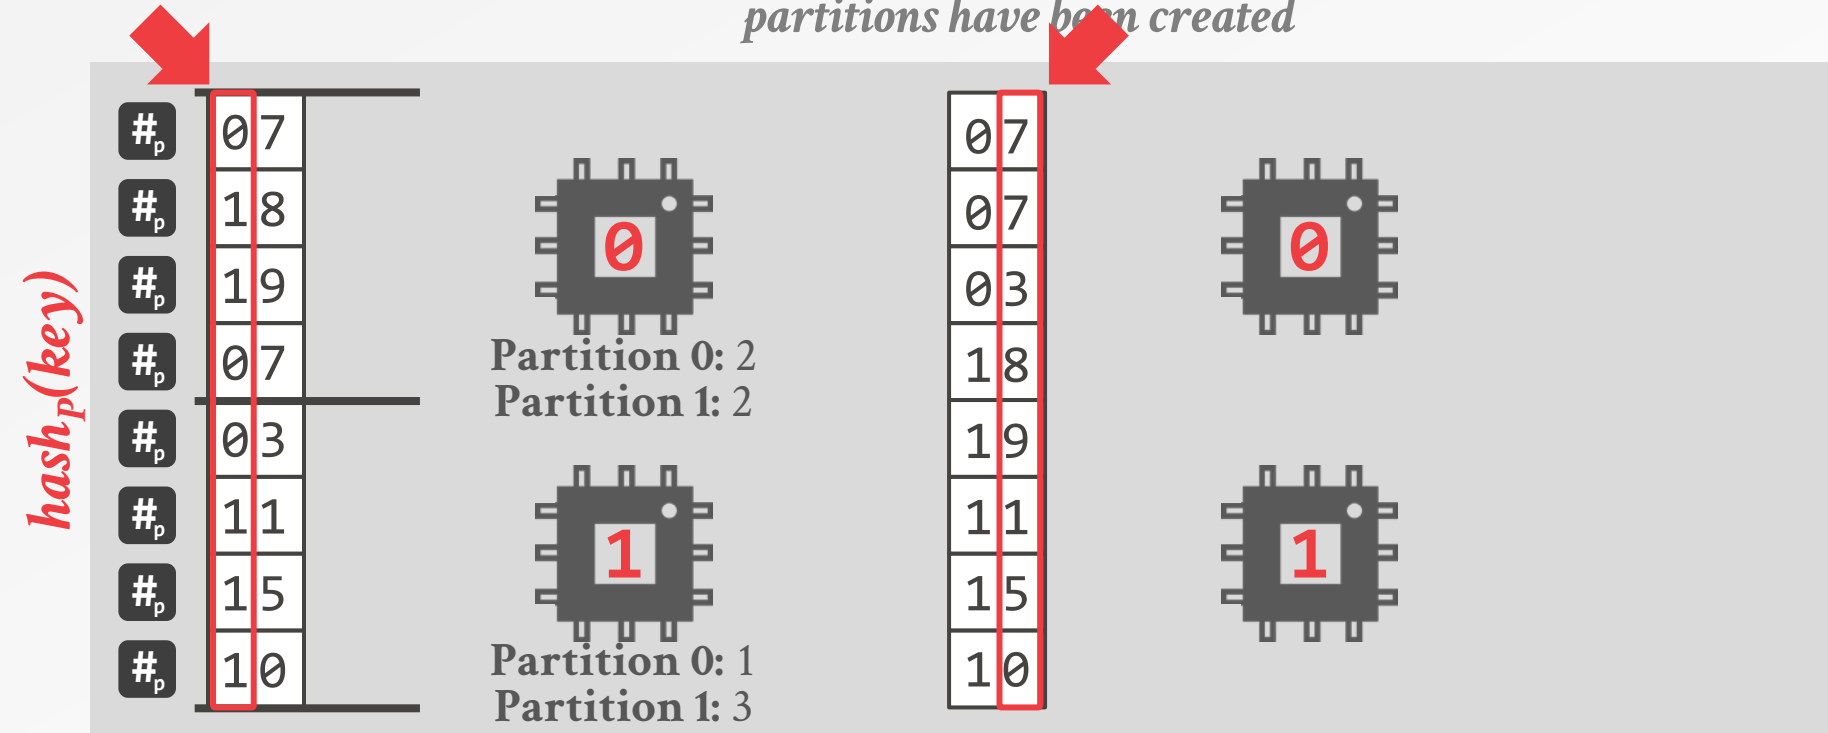 partitions have been created
hashp(key)
#p 07
#p 18
#p 19
#p 07
#p 03
#p 11
#p 15
#p 10
0
Partition 0: 2
Partition 1: 2
1
Partition 0: 1
Partition 1: 3
07
07
03
18
19
11
15
10
0
1